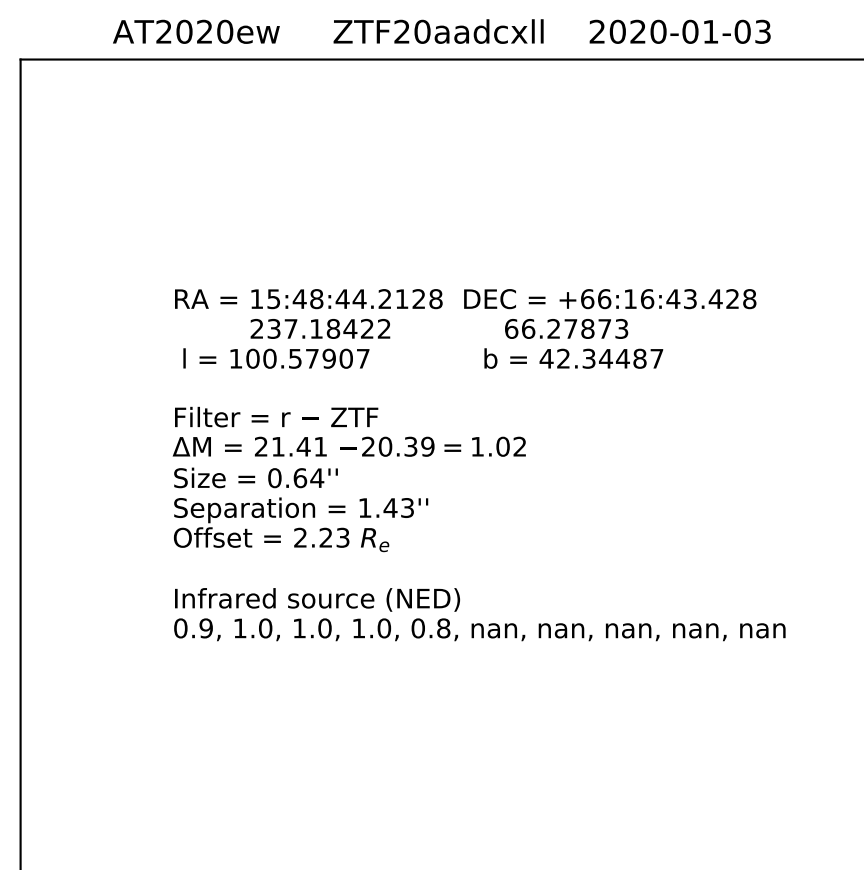 AT2020ew ZTF20aadcxll 2020-01-03
RA = 15:48:44.2128 DEC = +66:16:43.428
237.18422 66.27873
l = 100.57907 b = 42.34487
Filter = r − ZTF
ΔM = 21.41 −20.39 = 1.02
Size = 0.64''
Separation = 1.43''
Offset = 2.23 Re
Infrared source (NED)
0.9, 1.0, 1.0, 1.0, 0.8, nan, nan, nan, nan, nan